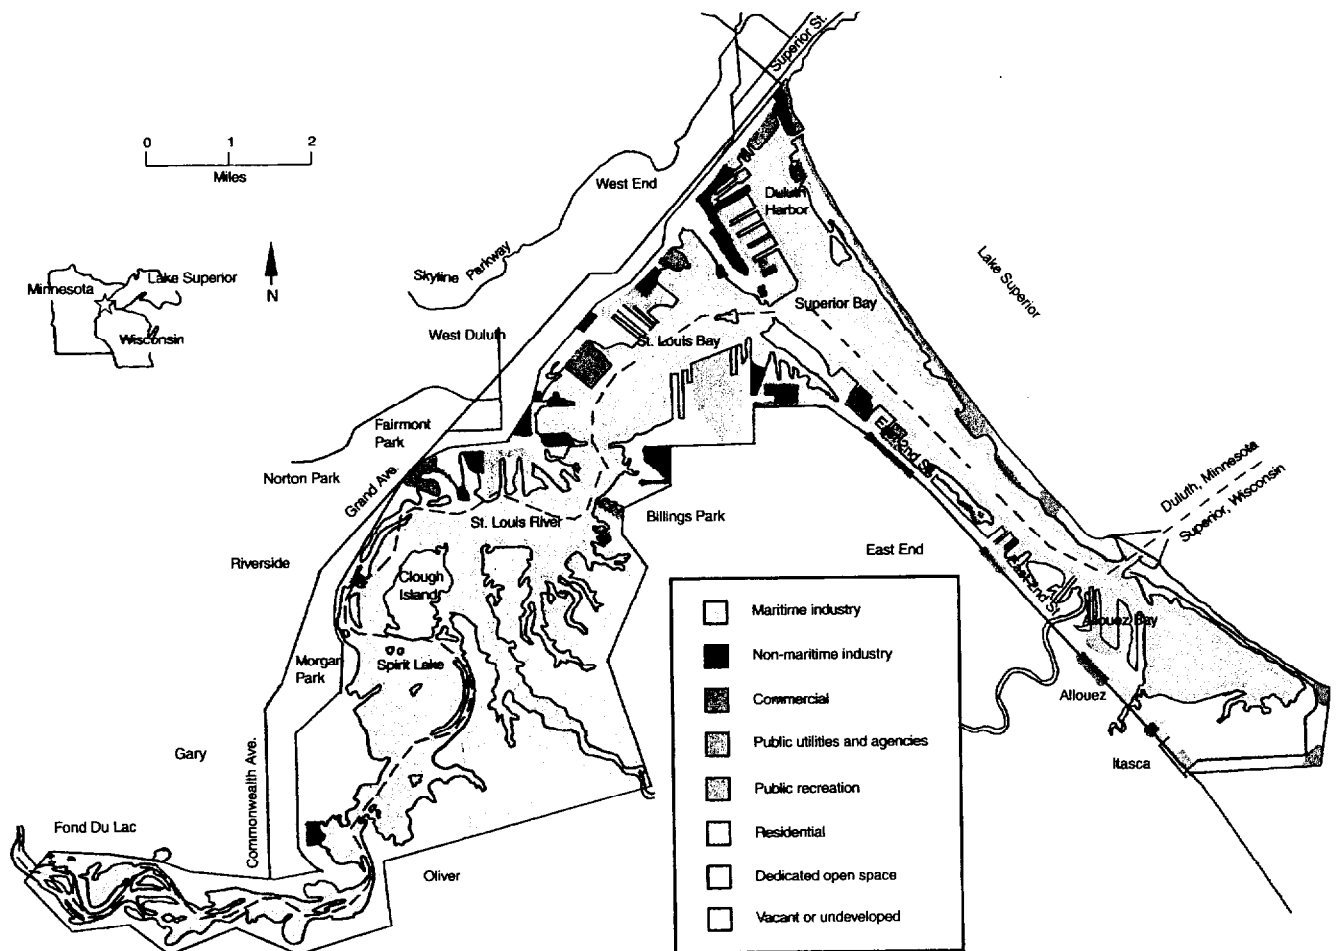 Superior St.
0 1 2
Miles
West End
Duluth
Harbor
Skyline Parkway
Lake Superior
N
Minnesota
Lake Superior
Wisconsin
Superior Bay
West Duluth
St. Louis Bay
Fairmont
Park
Norton Park
Grand Ave.
E. 2nd St.
Duluth, Minnesota
Superior, Wisconsin
St. Louis River
Billings Park
East End
Riverside
Clough
Island
E. 2nd St.
Allouez Bay
Morgan
Park
Spirit Lake
Allouez
Itasca
Gary
Commonwealth Ave.
Fond Du Lac
Oliver
Maritime industry
Non-maritime industry
Commercial
Public utilities and agencies
Public recreation
Residential
Dedicated open space
Vacant or undeveloped